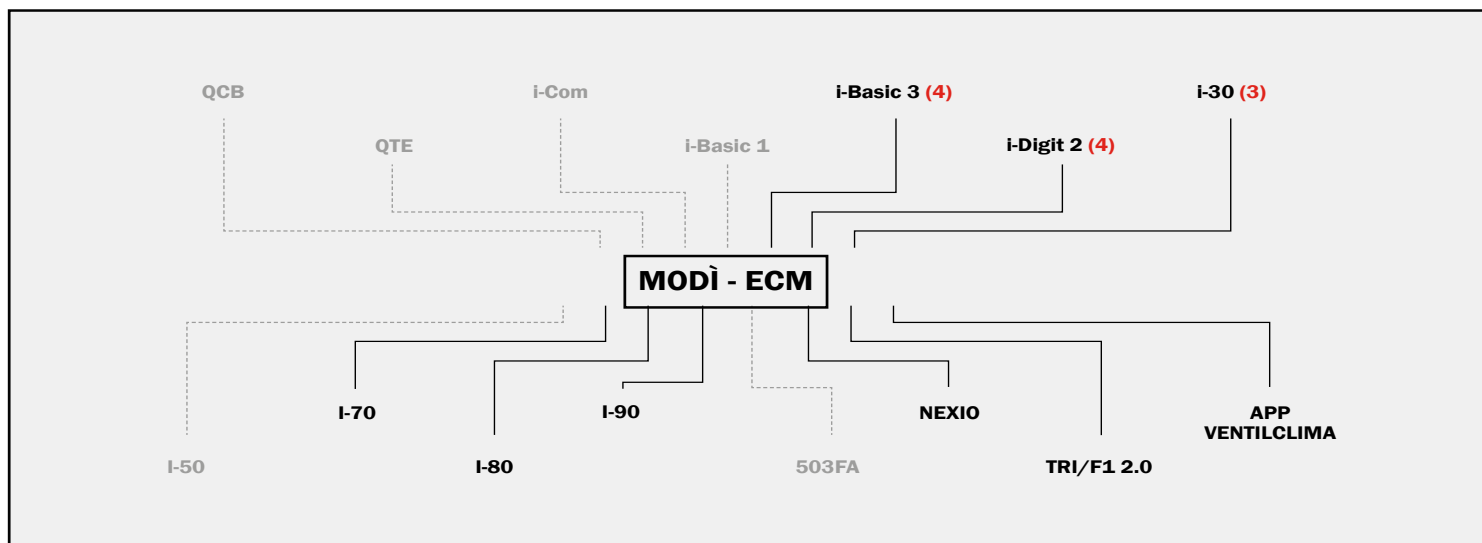 QCB
i-Com
i-Basic 3 (4)
i-30 (3)
QTE
i-Basic 1
i-Digit 2 (4)
MODÌ - ECM
I-70
I-90
NEXIO
APP
VENTILCLIMA
I-50
I-80
503FA
TRI/F1 2.0